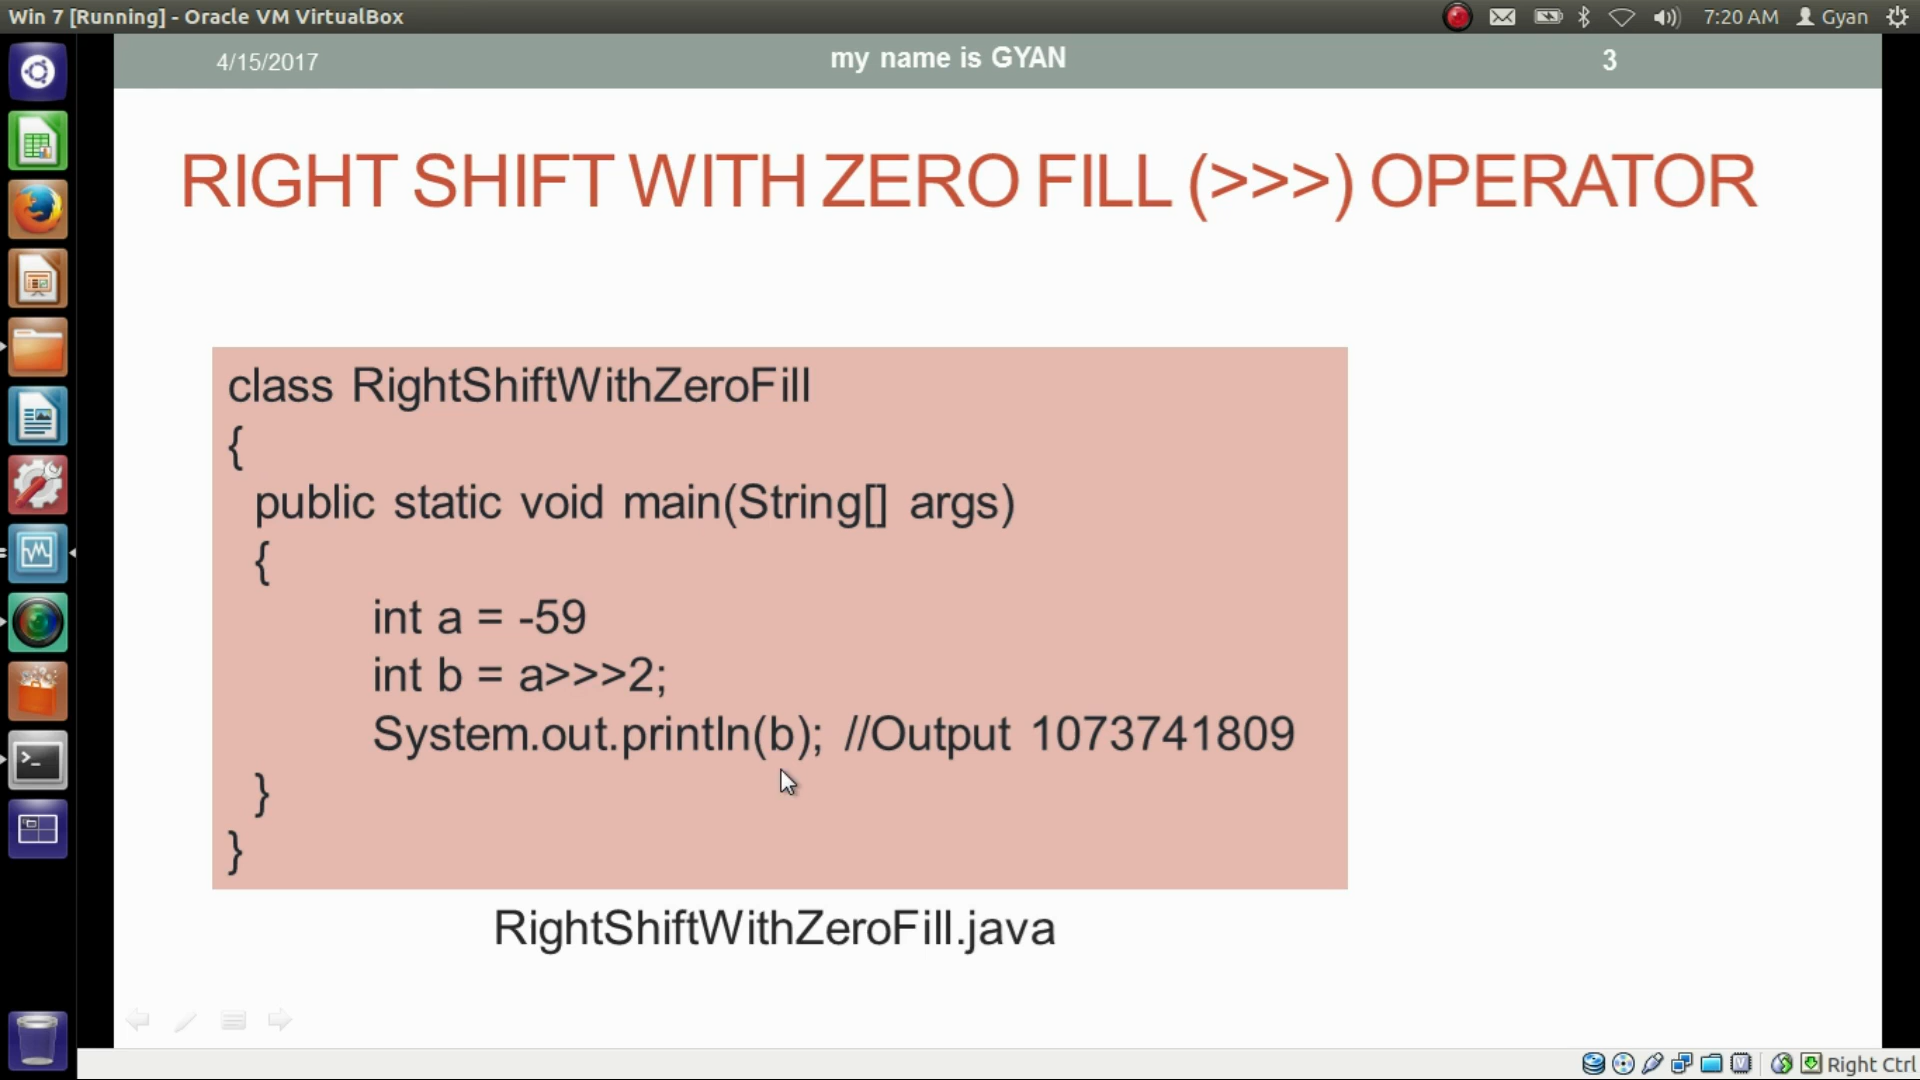 Win 7 [Running] - Oracle VM VirtualBox
7:20 AM Gyan
4/15/2017 my name is GYAN 3
RIGHT SHIFT WITH ZERO FILL (>>>) OPERATOR
class RightShiftWithZeroFill
{
public static void main(String[] args)
{
int a = -59
int b = a>>>2;
System.out.println(b); //Output 1073741809
}
}
RightShiftWithZeroFill.java
Right Ctrl